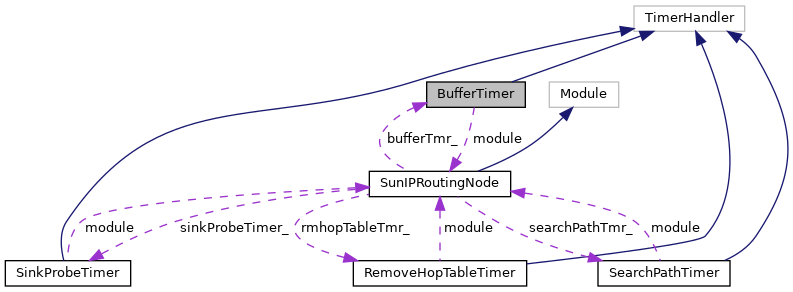 TimerHandler
BufferTimer
Module
bufferTmr_
module
SunIPRoutingNode
module
sinkProbeTimer_
rmhopTableTmr_
module
searchPathTmr_
module
SinkProbeTimer
RemoveHopTableTimer
SearchPathTimer